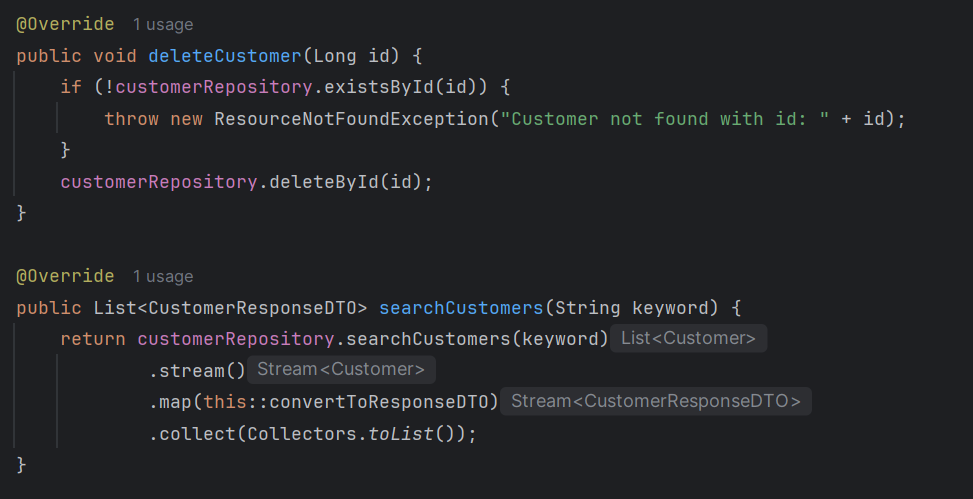 @Override 1 usage
public void deleteCustomer(Long id) {
    if (!customerRepository.existsById(id)) {
        throw new ResourceNotFoundException("Customer not found with id: " + id);
    }
    customerRepository.deleteById(id);
}

@Override 1 usage
public List<CustomerResponseDTO> searchCustomers(String keyword) {
    return customerRepository.searchCustomers(keyword) List<Customer>
            .stream() Stream<Customer>
            .map(this::convertToResponseDTO) Stream<CustomerResponseDTO>
            .collect(Collectors.toList());
}